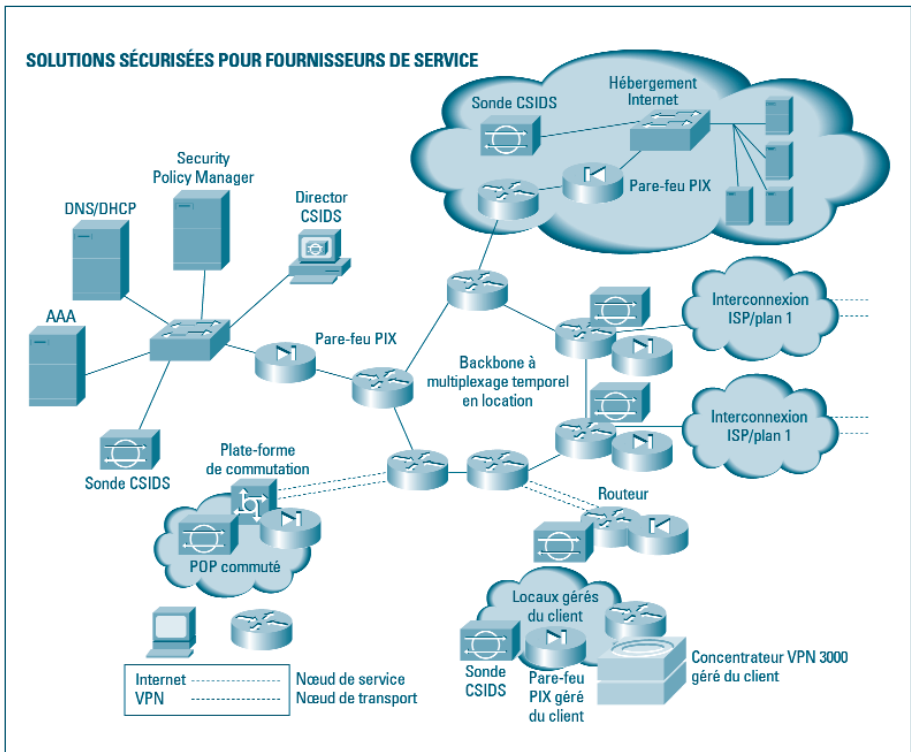 SOLUTIONS SÉCURISÉES POUR FOURNISSEURS DE SERVICE
Sonde CSIDS
Hébergement
Internet
Pare-feu PIX
Security
Policy Manager
DNS/DHCP
Director
CSIDS
AAA
Pare-feu PIX
Sonde CSIDS
Backbone à
multiplexage temporel
en location
Interconnexion
ISP/plan 1
Interconnexion
ISP/plan 1
Plate-forme
de commutation
POP commuté
Routeur
Locaux gérés
du client
Sonde
CSIDS
Pare-feu
PIX géré
du client
Concentrateur VPN 3000
géré du client
Internet
Nœud de service
VPN
Nœud de transport